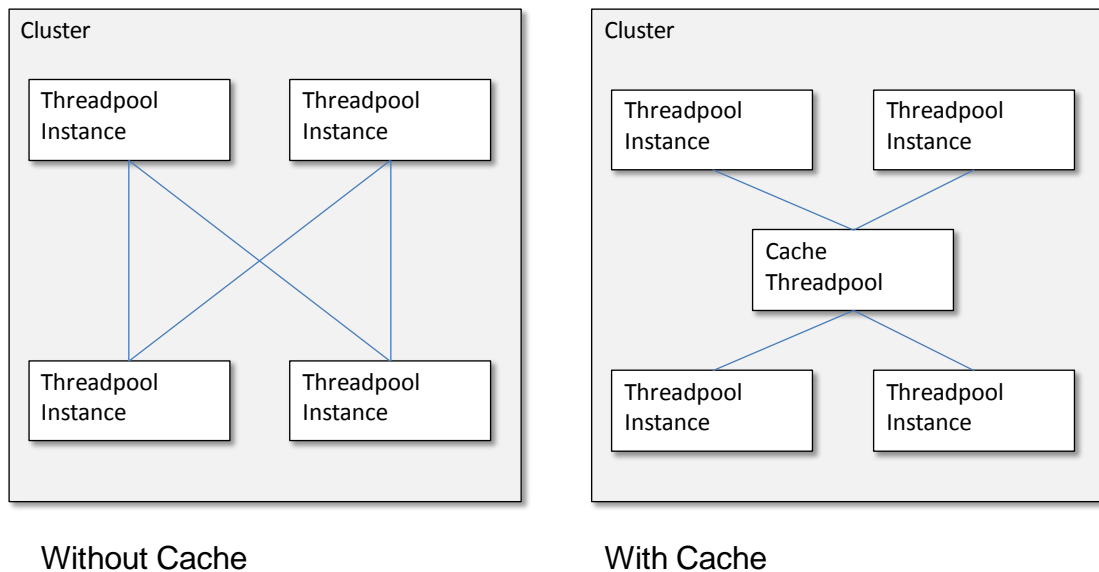 Cluster
Threadpool
Instance
Threadpool
Instance
Threadpool
Instance
Threadpool
Instance
Without Cache
Cluster
Threadpool
Instance
Threadpool
Instance
Cache
Threadpool
Threadpool
Instance
Threadpool
Instance
With Cache